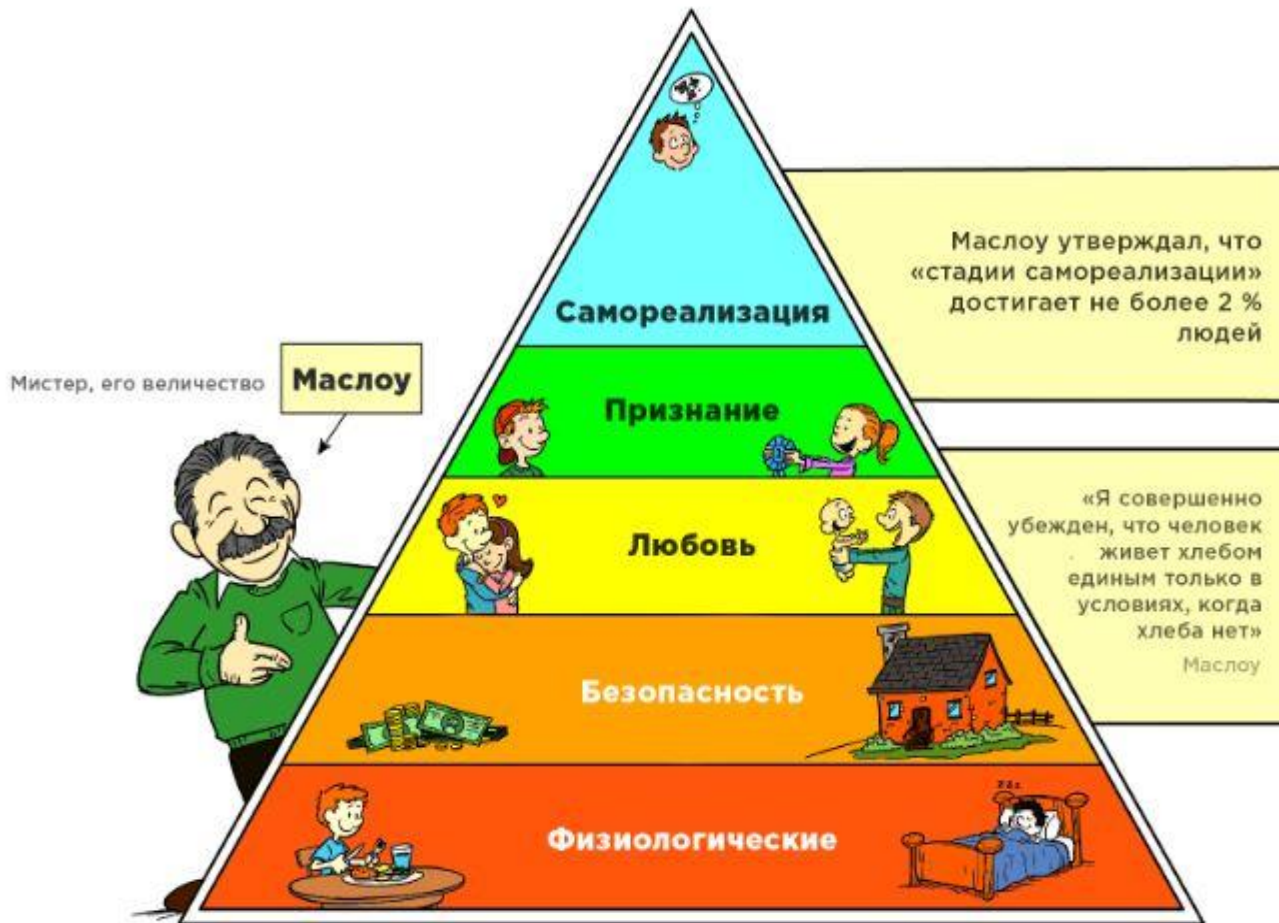 Самореализация
Маслоу утверждал, что
«стадии самореализации»
достигает не более 2 %
людей
Мистер, его величество
Маслоу
Признание
Любовь
«Я совершенно
убежден, что человек
живет хлебом
единым только в
условиях, когда
хлеба нет»
Маслоу
Безопасность
Физиологические
zzz